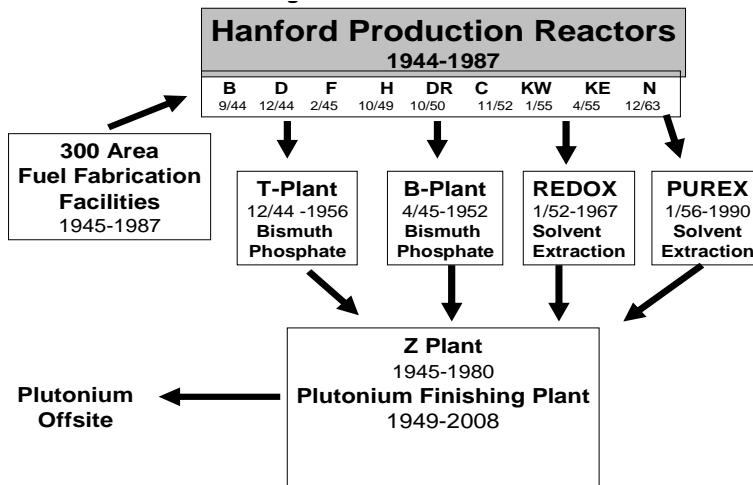 Hanford Production Reactors
1944-1987
B D F H DR C KW KE N
9/44 12/44 2/45 10/49 10/50 11/52 1/55 4/55 12/63
300 Area
Fuel Fabrication
Facilities
1945-1987
T-Plant
12/44 -1956
Bismuth
Phosphate
B-Plant
4/45-1952
Bismuth
Phosphate
REDOX
1/52-1967
Solvent
Extraction
PUREX
1/56-1990
Solvent
Extraction
Z Plant
1945-1980
Plutonium Finishing Plant
1949-2008
Plutonium
Offsite